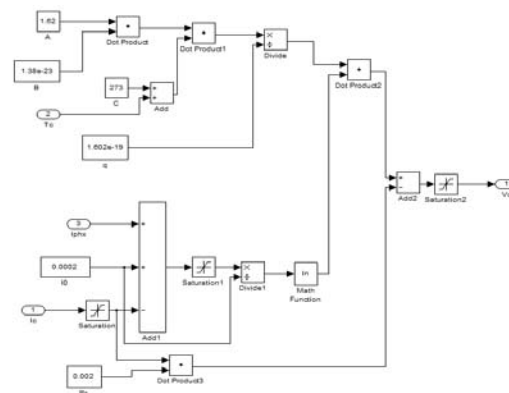 1.62
A
Dot Product
Dot Product1
Divide
1.38e-23
B
273
C
Add
2
Tc
Dot Product2
1.602e-19
q
Add2
Saturation2
1
3
Iphx
0.0002
I0
Saturation1
Divide1
ln
Math
Function
1
Ic
Saturation
Add1
0.002
Dot Product3